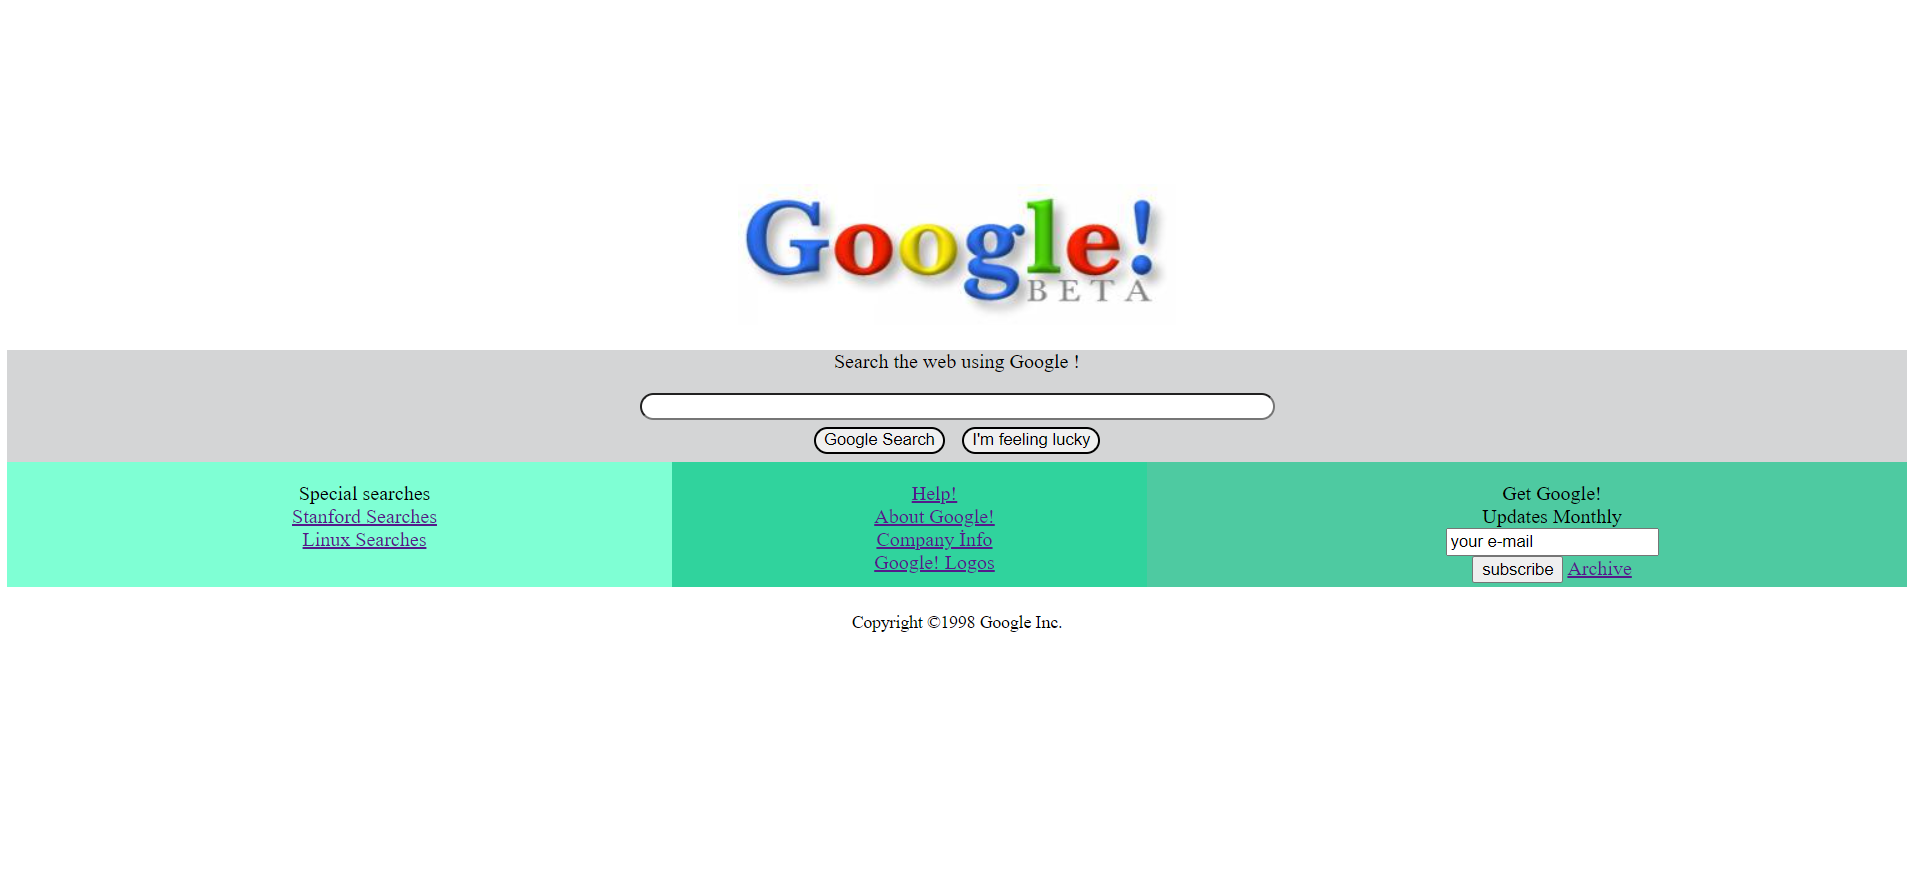 Google!
BETA
Search the web using Google !
Google Search
I'm feeling lucky
Special searches
Stanford Searches
Linux Searches
Help!
About Google!
Company İnfo
Google! Logos
Get Google!
Updates Monthly
your e-mail
subscribe Archive
Copyright ©1998 Google Inc.